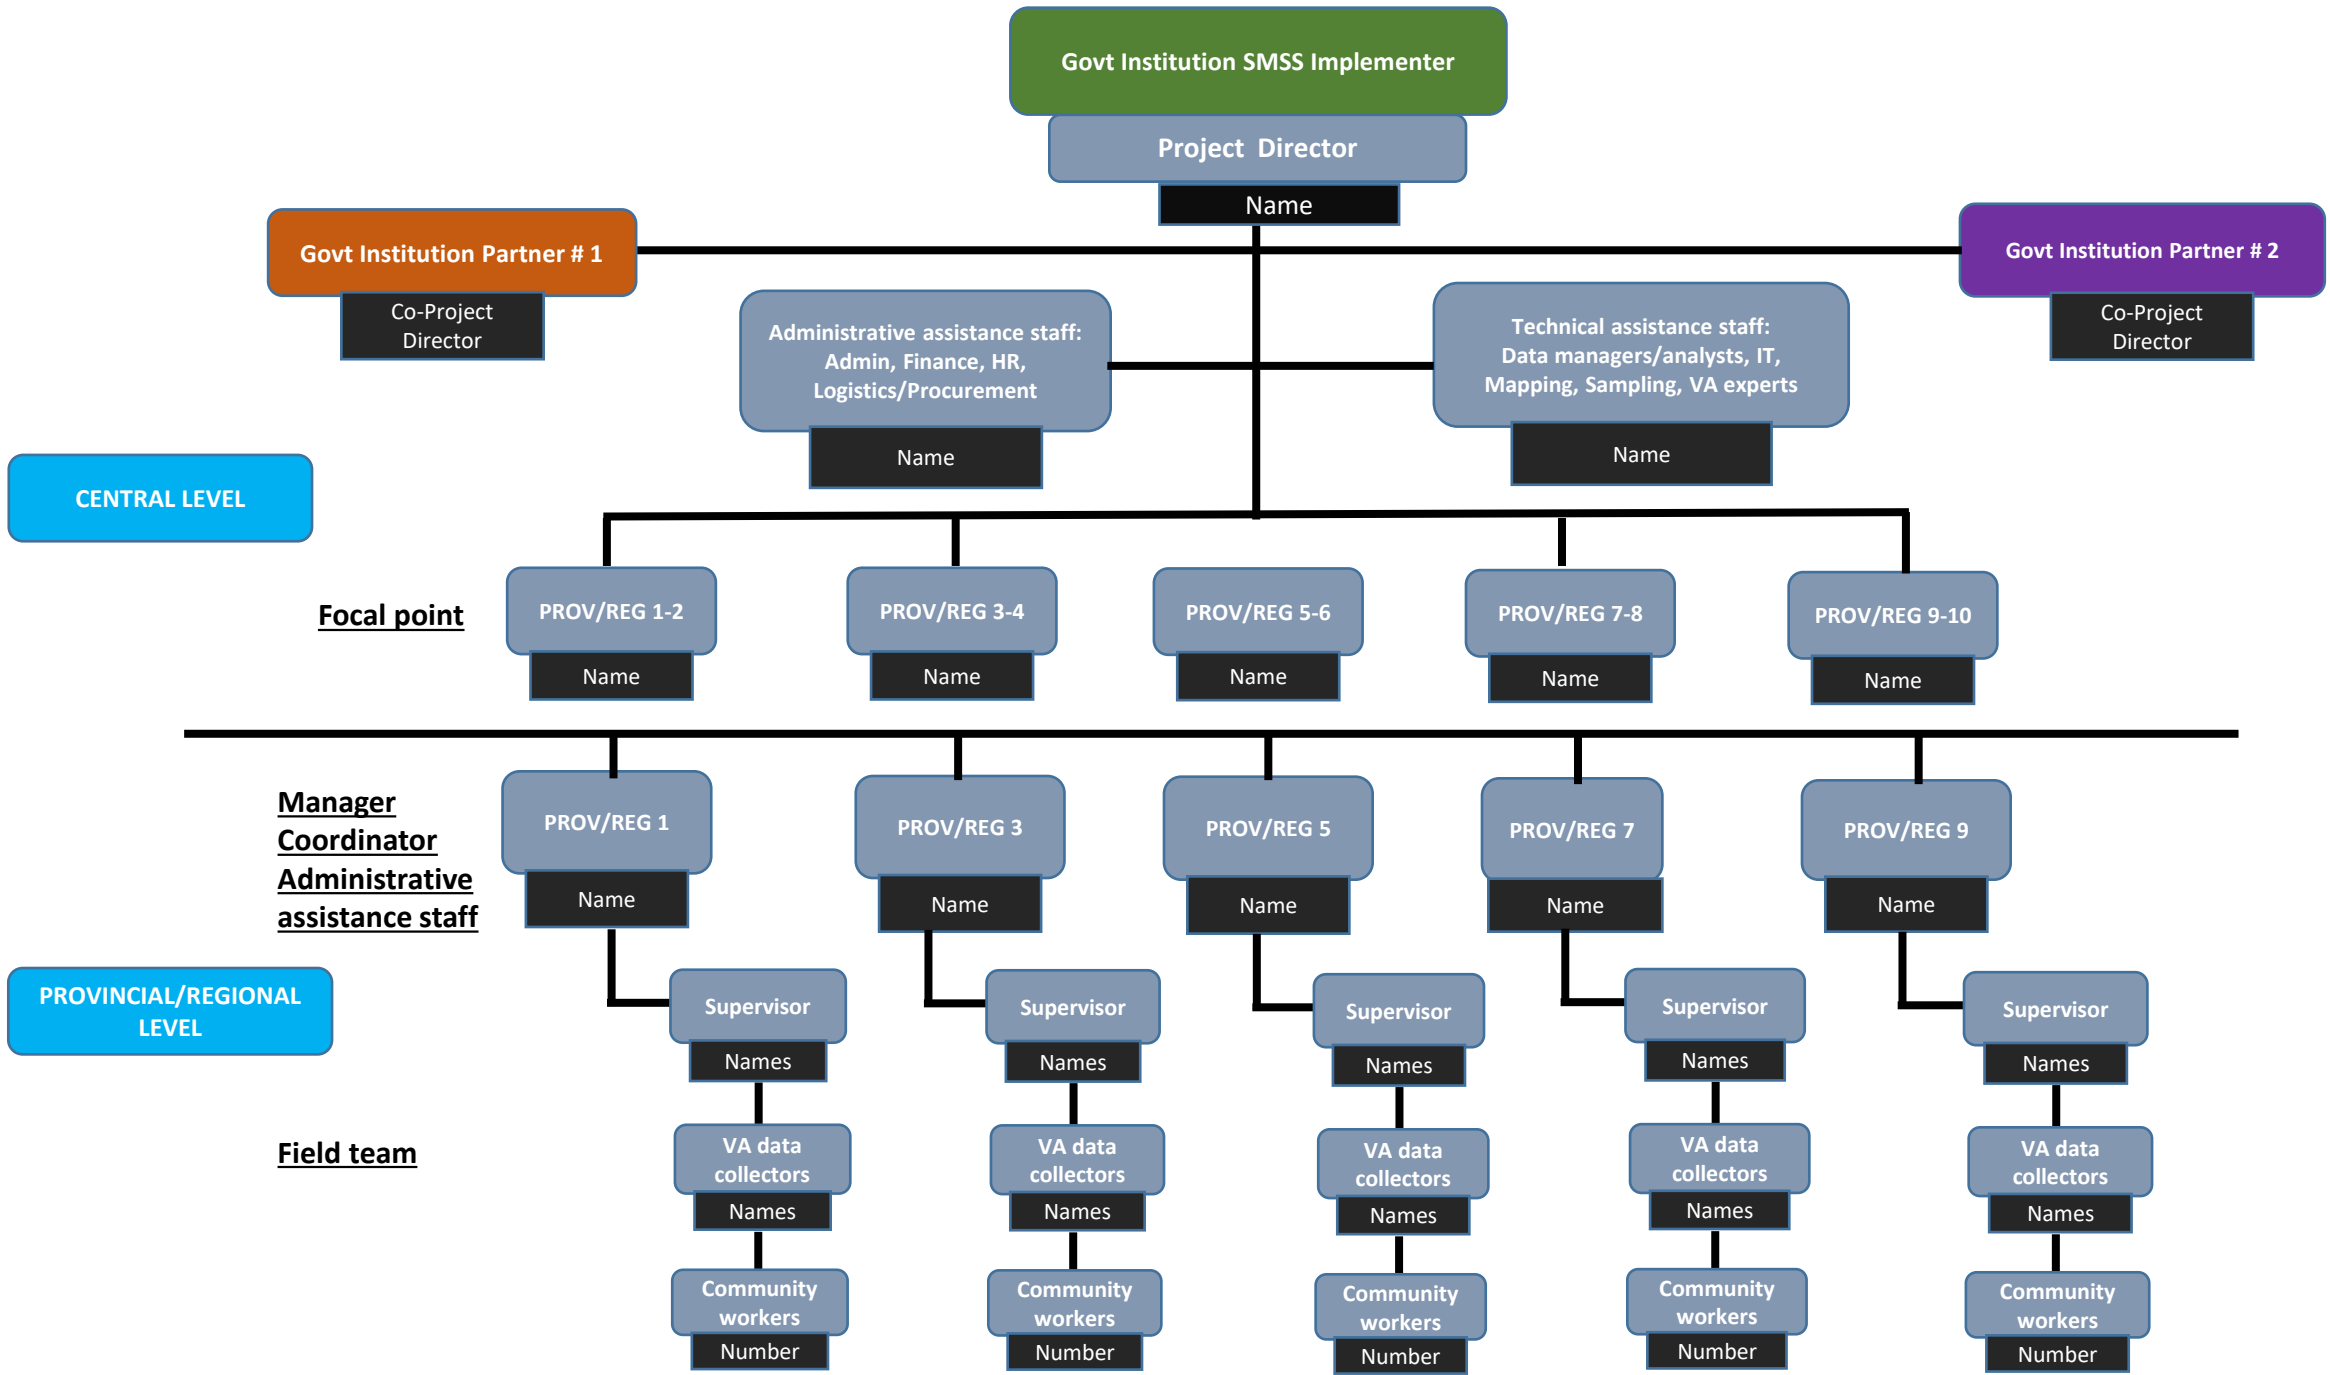 Govt Institution SMSS Implementer
Project Director
Name
Govt Institution Partner # 1
Co-Project
Director
Govt Institution Partner # 2
Co-Project
Director
Administrative assistance staff:
Admin, Finance, HR,
Logistics/Procurement
Name
Technical assistance staff:
Data managers/analysts, IT,
Mapping, Sampling, VA experts
Name
CENTRAL LEVEL
Focal point
PROV/REG 1-2
Name
PROV/REG 3-4
Name
PROV/REG 5-6
Name
PROV/REG 7-8
Name
PROV/REG 9-10
Name
Manager
Coordinator
Administrative
assistance staff
PROV/REG 1
Name
PROV/REG 3
Name
PROV/REG 5
Name
PROV/REG 7
Name
PROV/REG 9
Name
PROVINCIAL/REGIONAL
LEVEL
Supervisor
Names
Supervisor
Names
Supervisor
Names
Supervisor
Names
Supervisor
Names
Field team
VA data
collectors
Names
VA data
collectors
Names
VA data
collectors
Names
VA data
collectors
Names
VA data
collectors
Names
Community
workers
Number
Community
workers
Number
Community
workers
Number
Community
workers
Number
Community
workers
Number